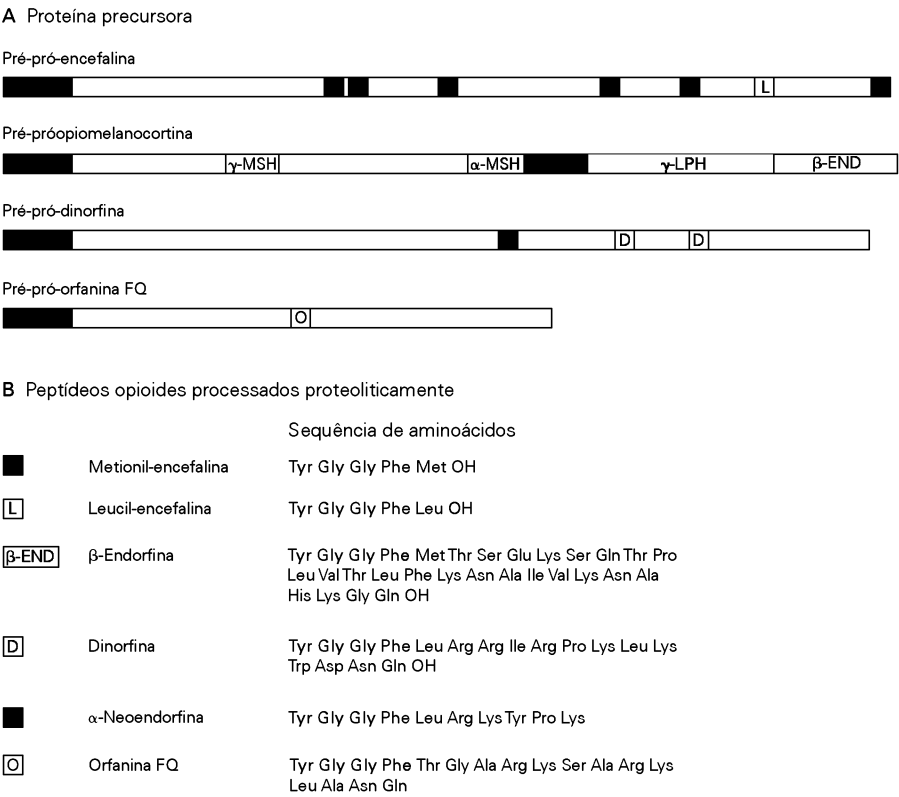 A Proteína precursora
Pré-pró-encefalina
L
Pré-próopiomelanocortina
γ-MSH α-MSH γ-LPH β-END
Pré-pró-dinorfina
D D
Pré-pró-orfanina FQ
O
B Peptídeos opioides processados proteoliticamente
Sequência de aminoácidos
Metionil-encefalina Tyr Gly Gly Phe Met OH
L Leucil-encefalina Tyr Gly Gly Phe Leu OH
β-END β-Endorfina Tyr Gly Gly Phe Met Thr Ser Glu Lys Ser Gln Thr Pro
Leu Val Thr Leu Phe Lys Asn Ala Ile Val Lys Asn Ala
His Lys Gly Gln OH
D Dinorfina Tyr Gly Gly Phe Leu Arg Arg Ile Arg Pro Lys Leu Lys
Trp Asp Asn Gln OH
α-Neoendorfina Tyr Gly Gly Phe Leu Arg Lys Tyr Pro Lys
O Orfanina FQ Tyr Gly Gly Phe Thr Gly Ala Arg Lys Ser Ala Arg Lys
Leu Ala Asn Gln